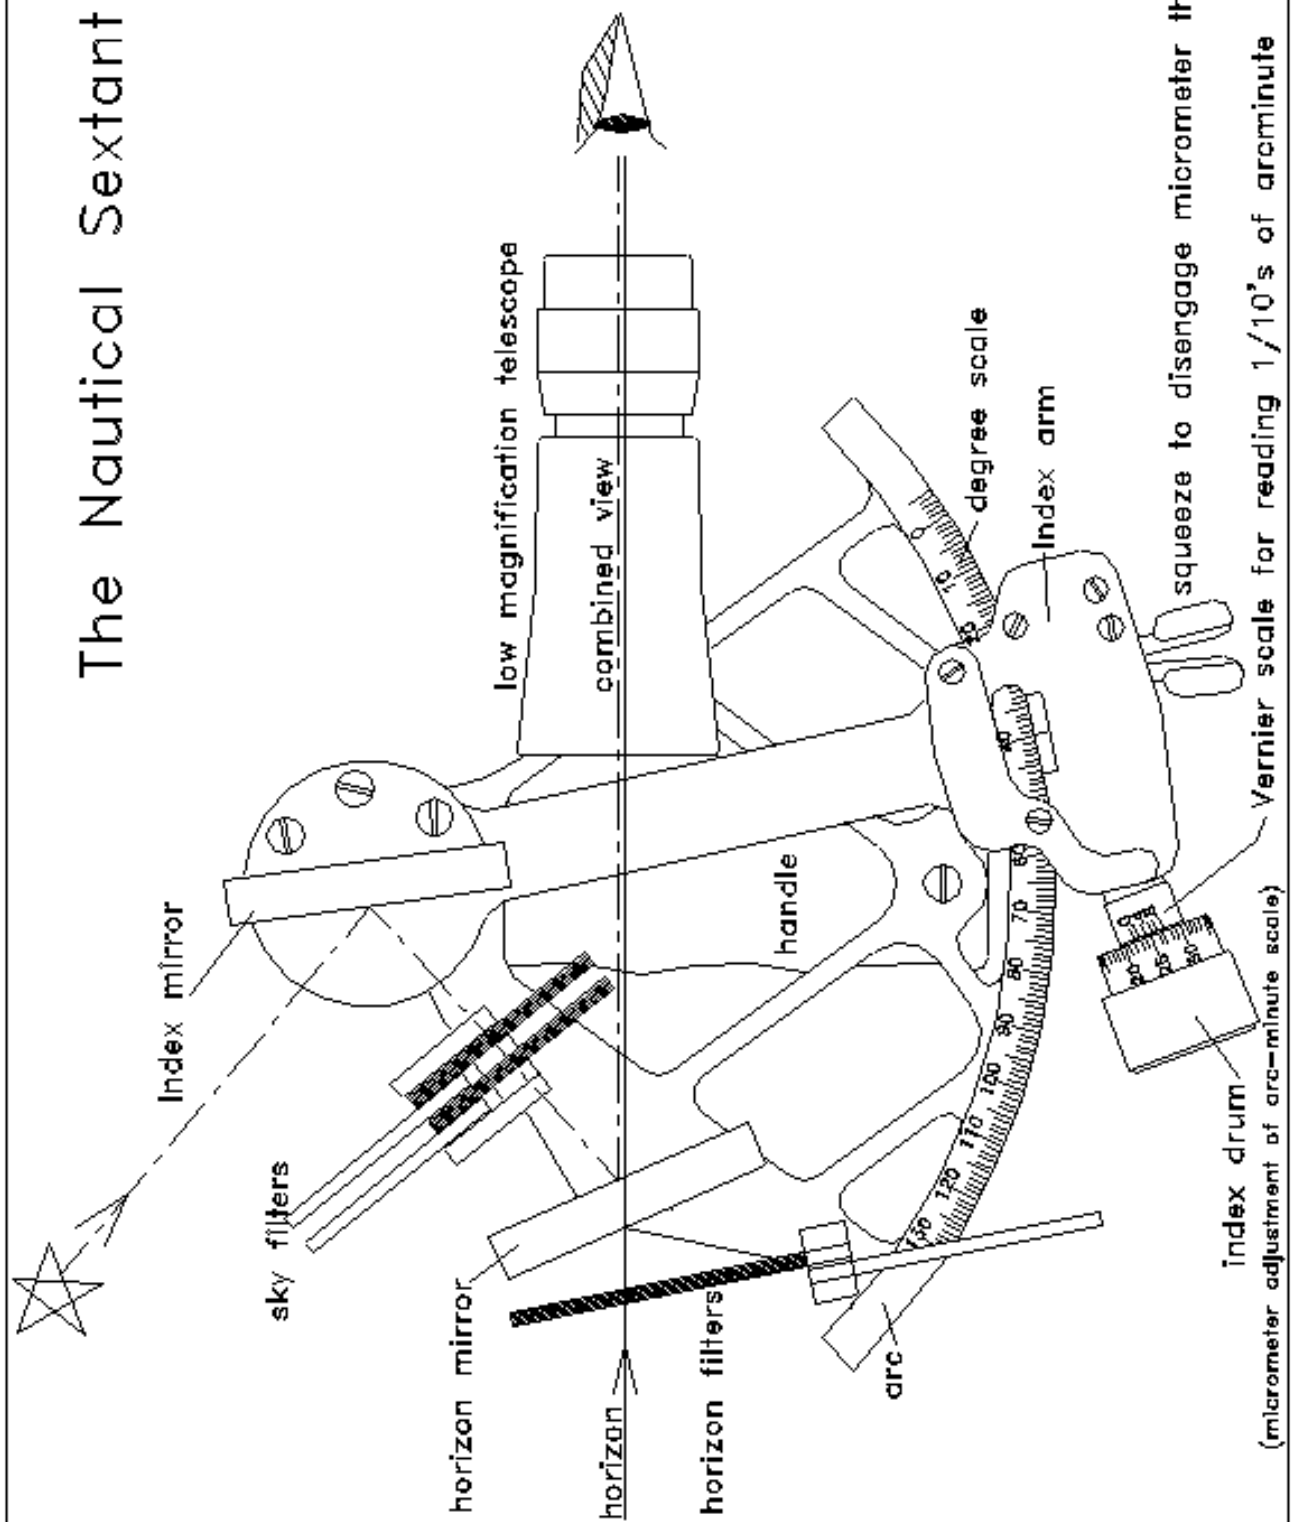 The Nautical Sextant
Index mirror
sky filters
low magnification telescope
combined view
horizon mirror
horizon
horizon filters
handle
arc
degree scale
Index arm
0
10
20
40
60
70
80
90
100
110
120
130
squeeze to disengage micrometer
Vernier scale for reading 1/10's of arcminute
20
25
index drum
(micrometer adjustment of arc-minute scale)